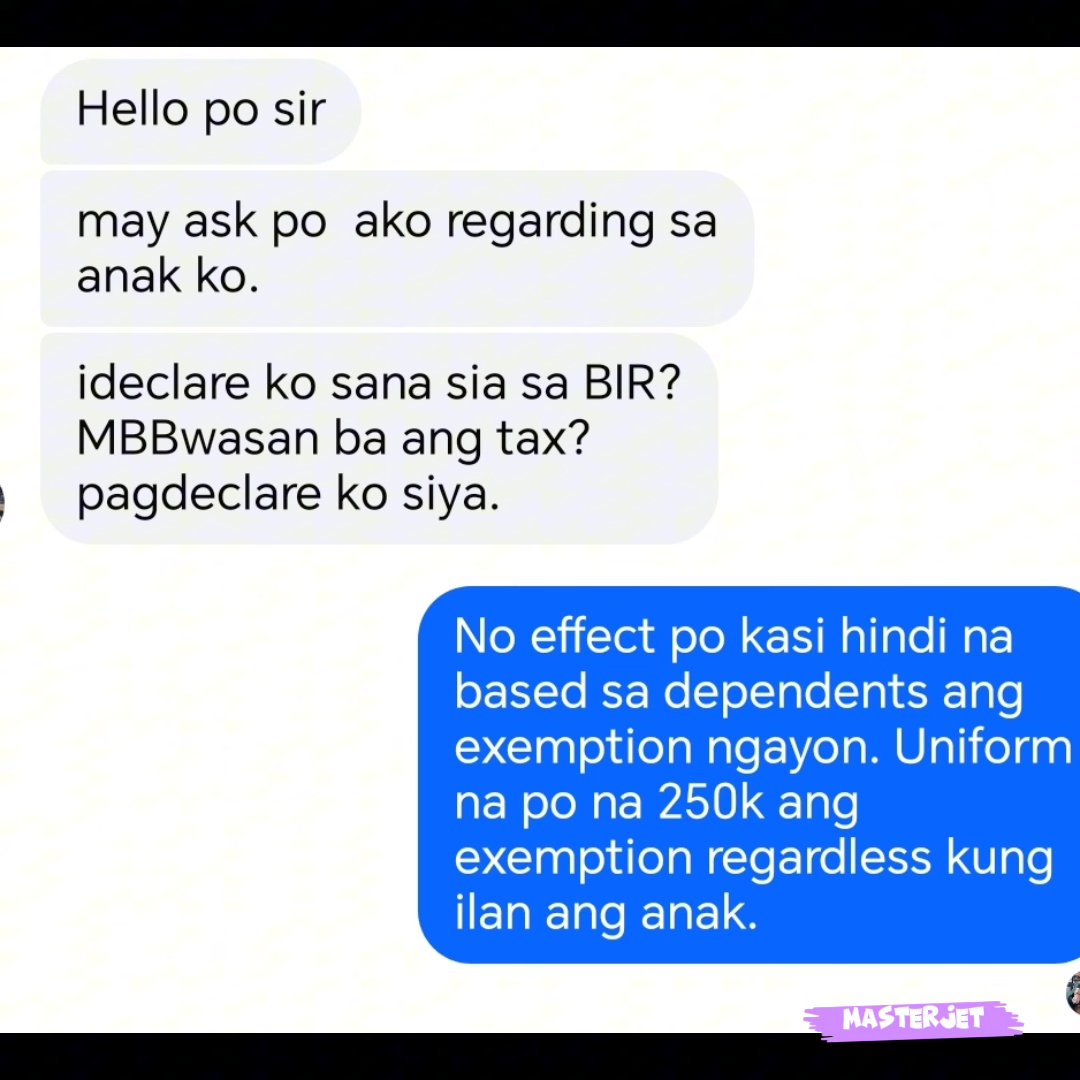 Hello po sir
may ask po  ako regarding sa
anak ko.
ideclare ko sana sia sa BIR?
MBBwasan ba ang tax?
pagdeclare ko siya.
No effect po kasi hindi na
based sa dependents ang
exemption ngayon. Uniform
na po na 250k ang
exemption regardless kung
ilan ang anak.
MASTERJET